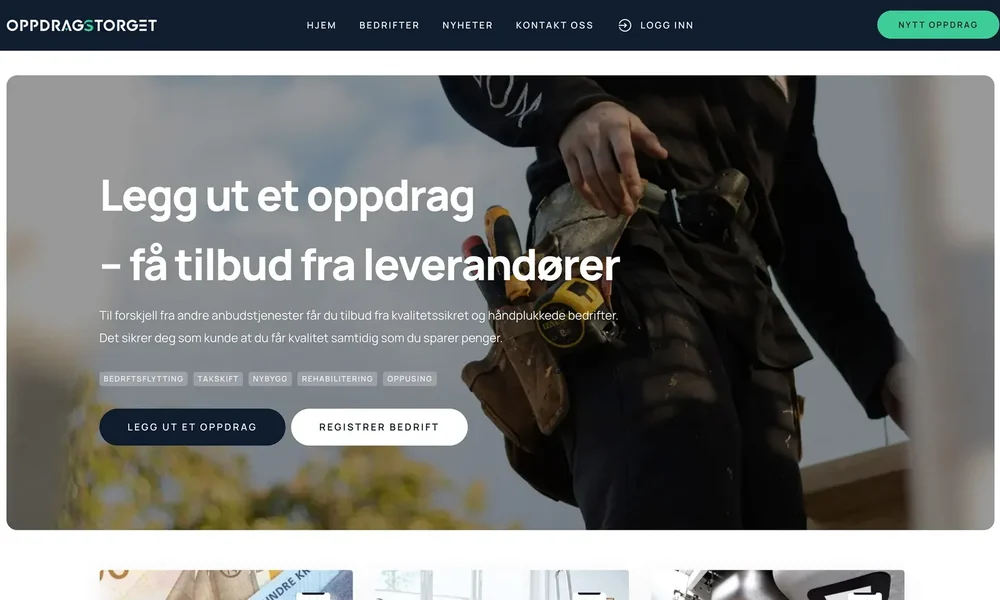 OPPDRAGSTORGET
HJEM
BEDRIFTER
NYHETER
KONTAKT OSS
LOGG INN
NYTT OPPDRAG
Legg ut et oppdrag
– få tilbud fra leverandører
Til forskjell fra andre anbudstjenester får du tilbud fra kvalitetssikret og håndplukkede bedrifter.
Det sikrer deg som kunde at du får kvalitet samtidig som du sparer penger.
BEDRFTSFLYTTING
TAKSKIFT
NYBYGG
REHABILITERING
OPPUSING
LEGG UT ET OPPDRAG
REGISTRER BEDRIFT